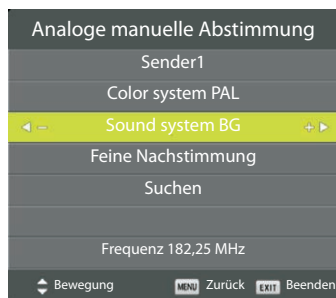 Analoge manuelle Abstimmung
Sender1
Color system PAL
Sound system BG
Feine Nachstimmung
Suchen
Frequenz 182,25 MHz
Bewegung MENU Zurück EXIT Beenden